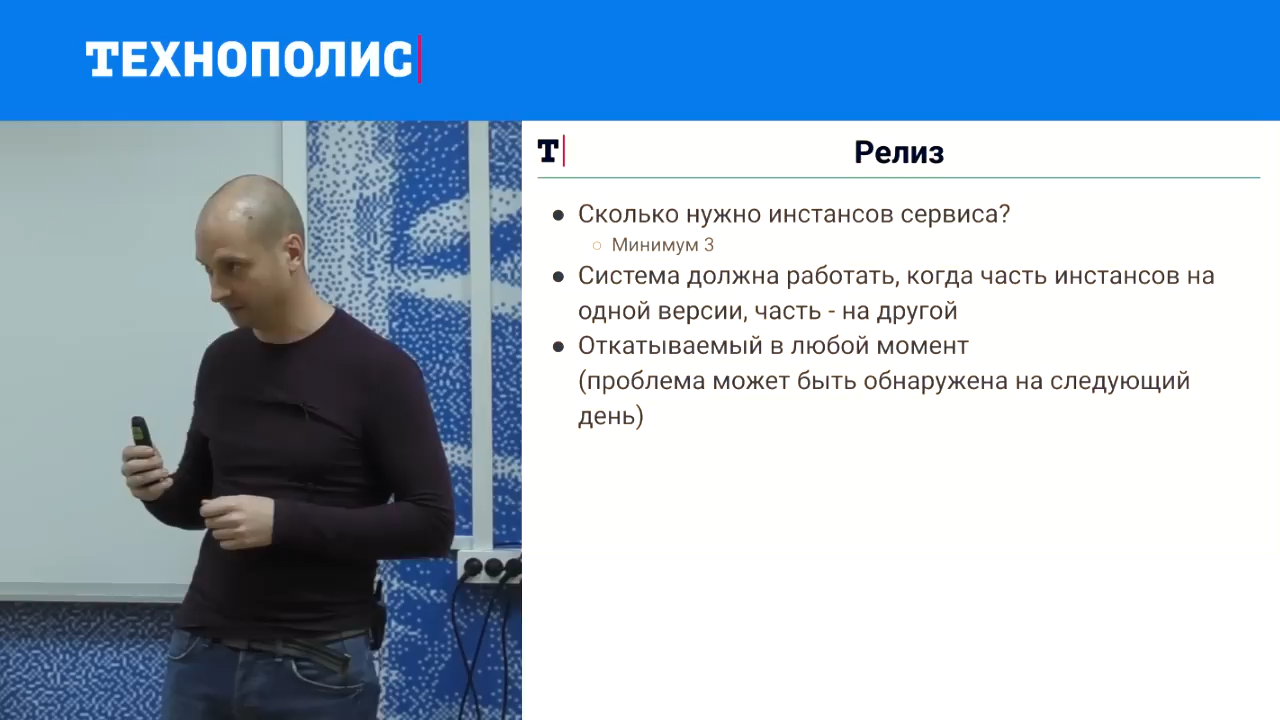 ТЕХНОПОЛИС
Т
Релиз
● Сколько нужно инстансов сервиса?
○ Минимум 3
● Система должна работать, когда часть инстансов на
одной версии, часть - на другой
● Откатываемый в любой момент
(проблема может быть обнаружена на следующий
день)